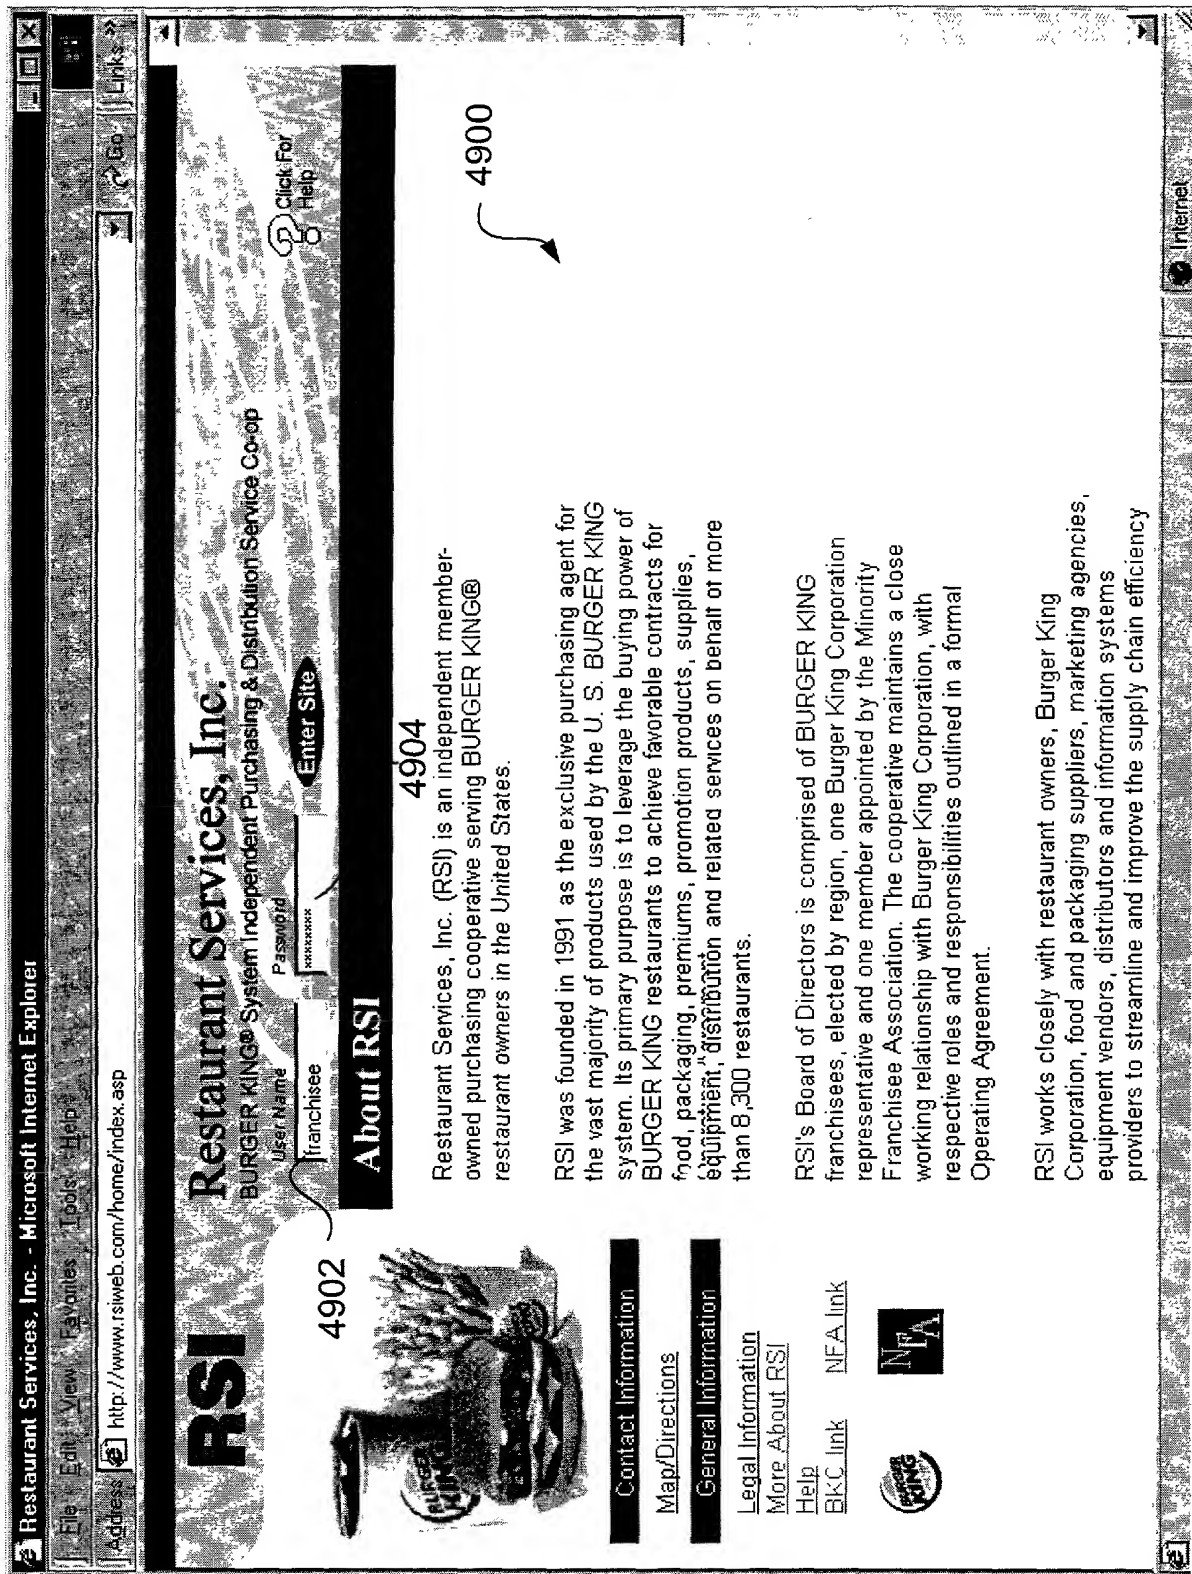 Restaurant Services, Inc. - Microsoft Internet Explorer
File Edit View Favorites Tools Help
Address http://www.rsiweb.com/home/index.asp Go Links »
RSI
Restaurant Services, Inc.
BURGER KING® System Independent Purchasing & Distribution Service Co-op
User Name Password
franchisee xxxxxxxxx Enter Site
Click For
Help
About RSI
4902
4904
4900
Restaurant Services, Inc. (RSI) is an independent member-
owned purchasing cooperative serving BURGER KING®
restaurant owners in the United States.
RSI was founded in 1991 as the exclusive purchasing agent for
the vast majority of products used by the U. S. BURGER KING
system. Its primary purpose is to leverage the buying power of
BURGER KING restaurants to achieve favorable contracts for
food, packaging, premiums, promotion products, supplies,
equipment, distribution and related services on behalf of more
than 8,300 restaurants.
RSI's Board of Directors is comprised of BURGER KING
franchisees, elected by region, one Burger King Corporation
representative and one member appointed by the Minority
Franchisee Association. The cooperative maintains a close
working relationship with Burger King Corporation, with
respective roles and responsibilities outlined in a formal
Operating Agreement.
RSI works closely with restaurant owners, Burger King
Corporation, food and packaging suppliers, marketing agencies,
equipment vendors, distributors and information systems
providers to streamline and improve the supply chain efficiency
BURGER KING
Contact Information
Map/Directions
General Information
Legal Information
More About RSI
Help
BKC link NFA link
BURGER KING NFA
Internet